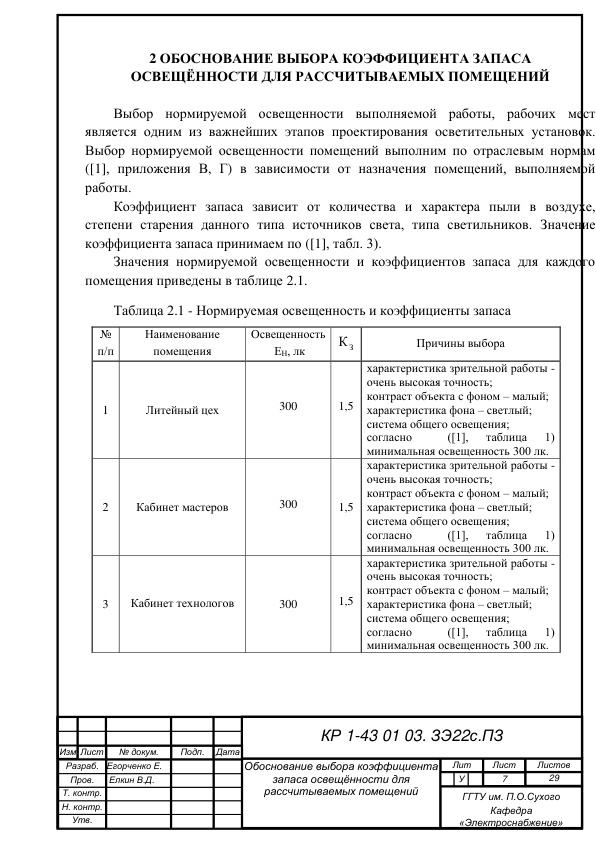 2 ОБОСНОВАНИЕ ВЫБОРА КОЭФФИЦИЕНТА ЗАПАСА
ОСВЕЩЁННОСТИ ДЛЯ РАССЧИТЫВАЕМЫХ ПОМЕЩЕНИЙ
Выбор нормируемой освещенности выполняемой работы, рабочих мест
является одним из важнейших этапов проектирования осветительных установок.
Выбор нормируемой освещенности помещений выполним по отраслевым нормам
([1], приложения В, Г) в зависимости от назначения помещений, выполняемой
работы.
Коэффициент запаса зависит от количества и характера пыли в воздухе,
степени старения данного типа источников света, типа светильников. Значение
коэффициента запаса принимаем по ([1], табл. 3).
Значения нормируемой освещенности и коэффициентов запаса для каждого
помещения приведены в таблице 2.1.
Таблица 2.1 - Нормируемая освещенность и коэффициенты запаса
№ п/п
Наименование помещения
Освещенность Ен, лк
Кз
Причины выбора
1
Литейный цех
300
1,5
характеристика зрительной работы -
очень высокая точность;
контраст объекта с фоном – малый;
характеристика фона – светлый;
система общего освещения;
согласно ([1], таблица 1)
минимальная освещенность 300 лк.
2
Кабинет мастеров
300
1,5
характеристика зрительной работы -
очень высокая точность;
контраст объекта с фоном – малый;
характеристика фона – светлый;
система общего освещения;
согласно ([1], таблица 1)
минимальная освещенность 300 лк.
3
Кабинет технологов
300
1,5
характеристика зрительной работы -
очень высокая точность;
контраст объекта с фоном – малый;
характеристика фона – светлый;
система общего освещения;
согласно ([1], таблица 1)
минимальная освещенность 300 лк.
КР 1-43 01 03. 3Э22с.ПЗ
Изм Лист № докум. Подп. Дата
Разраб. Егорченко Е.
Пров. Елкин В.Д.
Т. контр.
Н. контр.
Утв.
Обоснование выбора коэффициента
запаса освещённости для
рассчитываемых помещений
Лит Лист Листов
У 7 29
ГГТУ им. П.О.Сухого
Кафедра
«Электроснабжение»